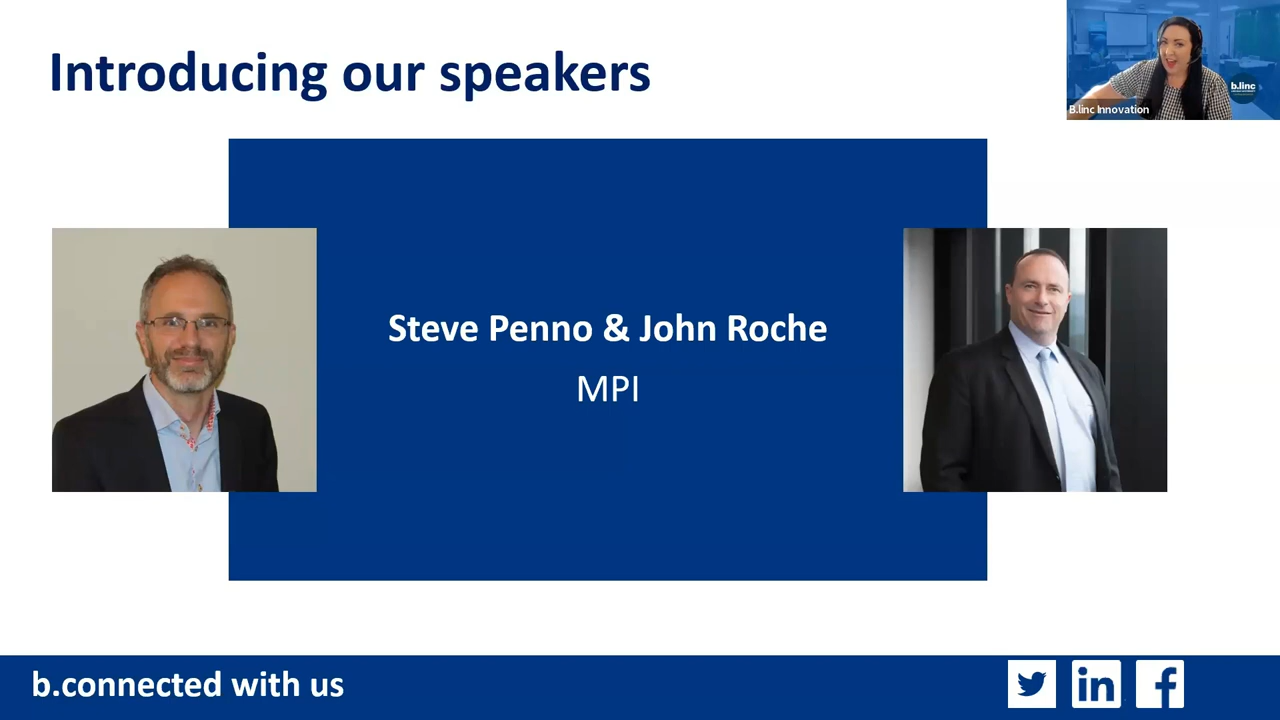 Introducing our speakers
b.linc
B.linc Innovation
Steve Penno & John Roche
MPI
b.connected with us